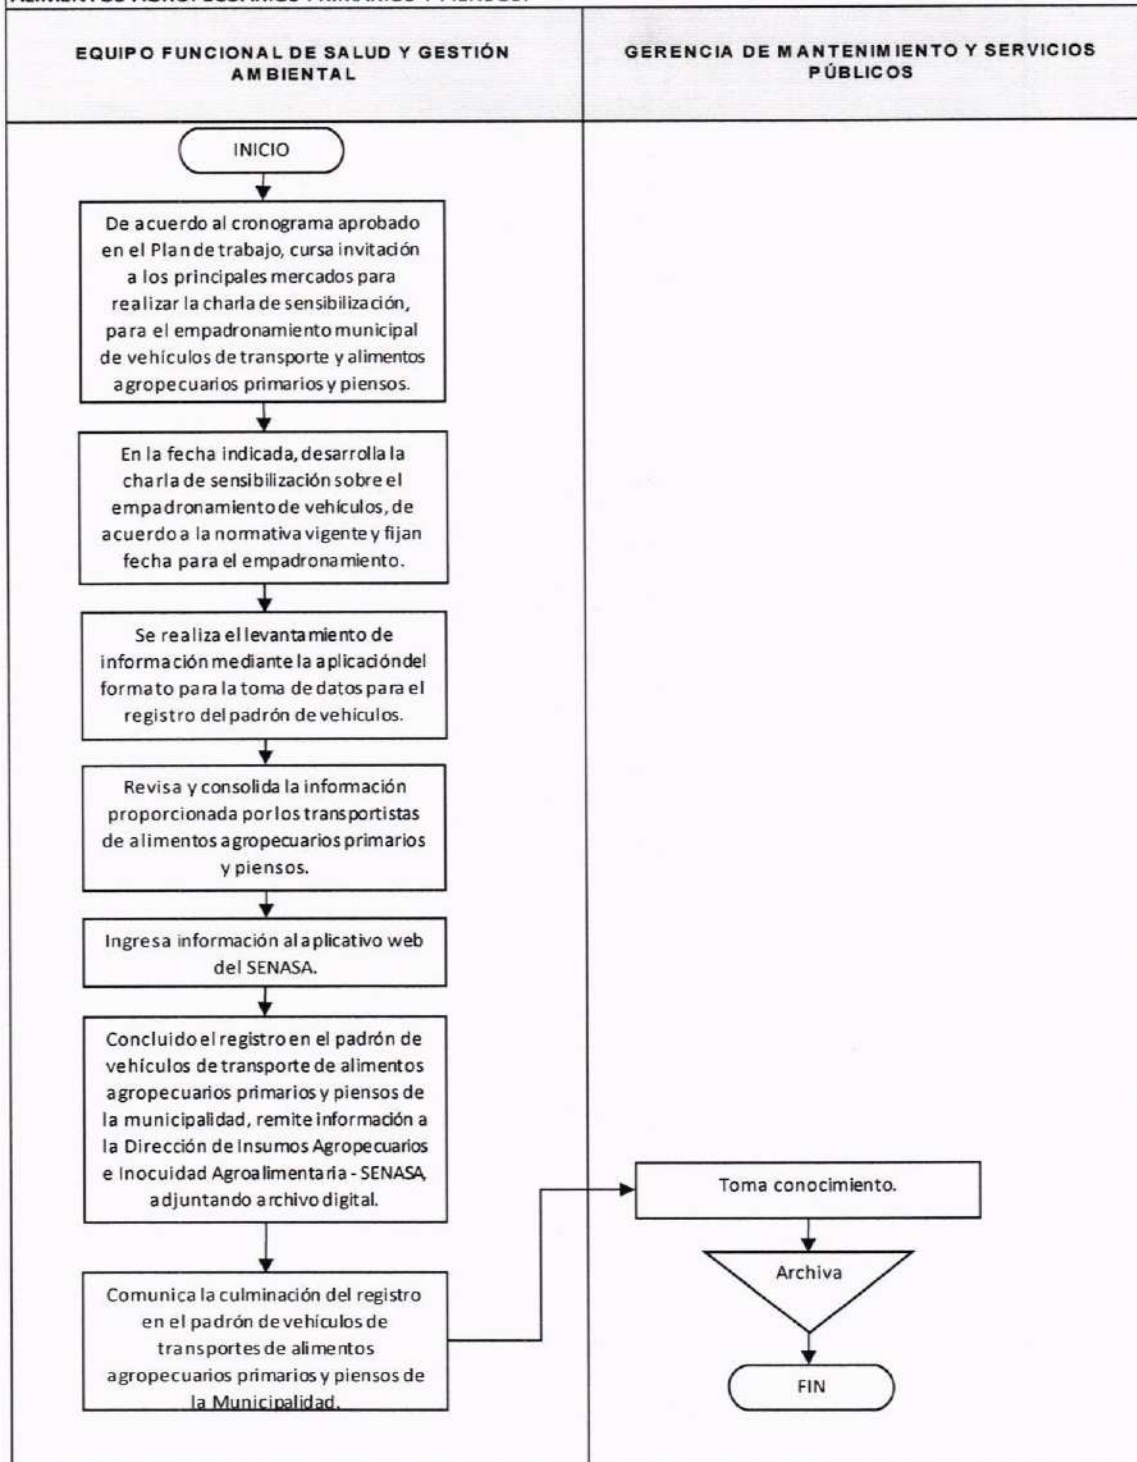 ALIMENTOS AGROPECUARIOS PRIMARIOS Y PIENSOS.
EQUIPO FUNCIONAL DE SALUD Y GESTIÓN
AMBIENTAL
GERENCIA DE MANTENIMIENTO Y SERVICIOS
PÚBLICOS
INICIO
De acuerdo al cronograma aprobado
en el Plan de trabajo, cursa invitación
a los principales mercados para
realizar la charla de sensibilización,
para el empadronamiento municipal
de vehículos de transporte y alimentos
agropecuarios primarios y piensos.
En la fecha indicada, desarrolla la
charla de sensibilización sobre el
empadronamiento de vehículos, de
acuerdo a la normativa vigente y fijan
fecha para el empadronamiento.
Se realiza el levantamiento de
información mediante la aplicación del
formato para la toma de datos para el
registro del padrón de vehículos.
Revisa y consolida la información
proporcionada por los transportistas
de alimentos agropecuarios primarios
y piensos.
Ingresa información al aplicativo web
del SENASA.
Concluido el registro en el padrón de
vehículos de transporte de alimentos
agropecuarios primarios y piensos de
la municipalidad, remite información a
la Dirección de Insumos Agropecuarios
e Inocuidad Agroalimentaria - SENASA,
adjuntando archivo digital.
Comunica la culminación del registro
en el padrón de vehículos de
transportes de alimentos
agropecuarios primarios y piensos de
la Municipalidad.
Toma conocimiento.
Archiva
FIN